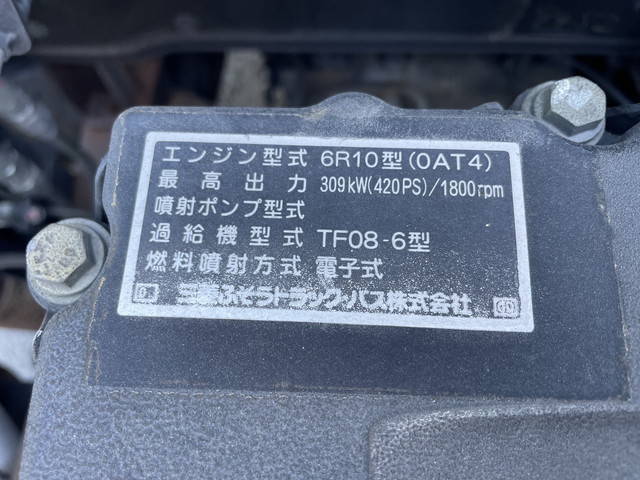 エンジン型式 6R10型(0AT4)
最高出力 309kW(420PS)/1800rpm
噴射ポンプ型式
過給機型式 TF08-6型
燃料噴射方式 電子式
三菱ふそうトラック・バス株式会社